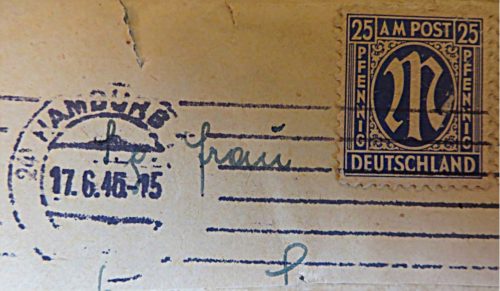 25 AM POST 25
PFENNIG M PFENNIG
DEUTSCHLAND
24 HAMBURG
17.6.46.-15
frau